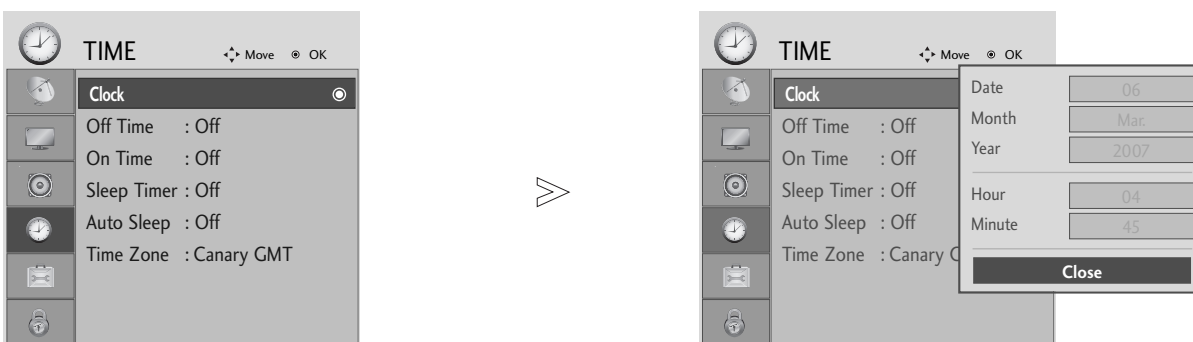 TIME Move OK
Clock
Off Time : Off
On Time : Off
Sleep Timer : Off
Auto Sleep : Off
Time Zone : Canary GMT
TIME Move OK
Clock
Off Time : Off
On Time : Off
Sleep Timer : Off
Auto Sleep : Off
Time Zone : Canary G
Date 06
Month Mar.
Year 2007
Hour 04
Minute 45
Close